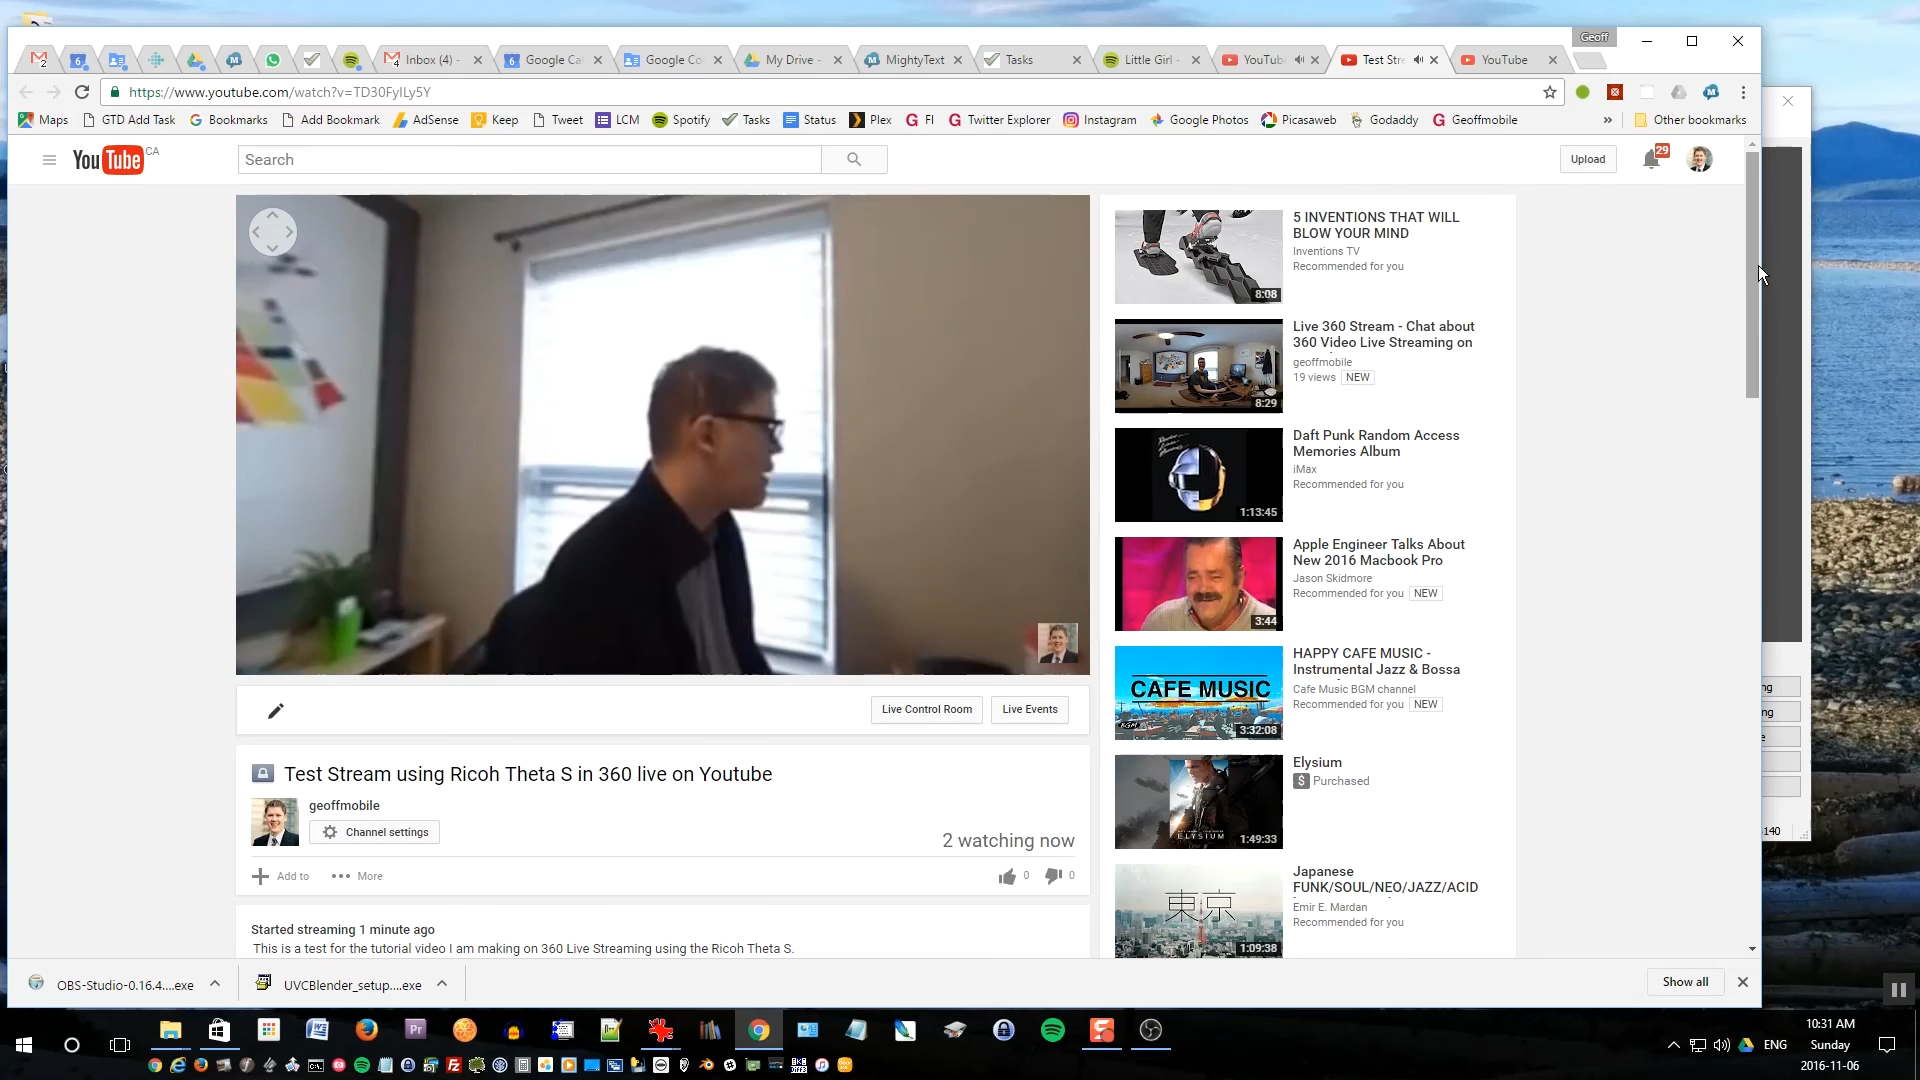 Geoff
2
6
4
Inbox (4) -
6
Google Ca
Google Co
My Drive -
MightyText
Tasks
Little Girl -
YouTub
Test Stre
YouTube
https://www.youtube.com/watch?v=TD30FyILy5Y
Maps
GTD Add Task
Bookmarks
Add Bookmark
AdSense
Keep
Tweet
LCM
Spotify
Tasks
Status
Plex
FI
Twitter Explorer
Instagram
Google Photos
Picasaweb
Godaddy
Geoffmobile
»
Other bookmarks
YouTube CA
Search
Upload
29
5 INVENTIONS THAT WILL
BLOW YOUR MIND
Inventions TV
Recommended for you
8:08
Live 360 Stream - Chat about
360 Video Live Streaming on
geoffmobile
19 views NEW
8:29
Daft Punk Random Access
Memories Album
iMax
Recommended for you
1:13:45
Apple Engineer Talks About
New 2016 Macbook Pro
Jason Skidmore
Recommended for you NEW
3:44
HAPPY CAFE MUSIC -
Instrumental Jazz & Bossa
Cafe Music BGM channel
Recommended for you NEW
CAFE MUSIC
BGM
3:32:08
Elysium
$ Purchased
ELYSIUM
1:49:33
Japanese
FUNK/SOUL/NEO/JAZZ/ACID
Emir E. Mardan
Recommended for you
東京
1:09:38
Live Control Room
Live Events
Test Stream using Ricoh Theta S in 360 live on Youtube
geoffmobile
Channel settings
2 watching now
Add to
More
0
0
Started streaming 1 minute ago
This is a test for the tutorial video I am making on 360 Live Streaming using the Ricoh Theta S.
ng
ng
e
140
OBS-Studio-0.16.4....exe
UVCBlender_setup....exe
Show all
Pr
ENG
10:31 AM
Sunday
2016-11-06